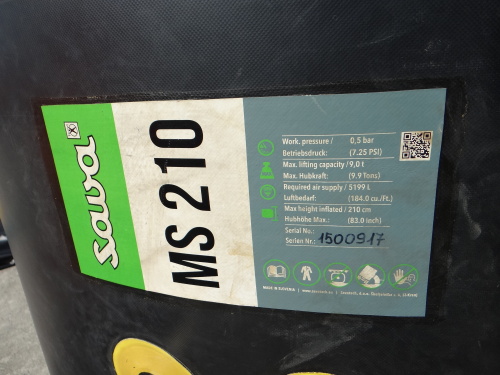 Sava
MS 210
Work. pressure / 0,5 bar
Betriebsdruck: (7.25 PSI)
Max. lifting capacity / 9,0 t
Max. Hubkraft: (9.9 Tons)
Required air supply / 5199 L
Luftbedarf: (184.0 cu./Ft.)
Max height inflated / 210 cm
Hubhöhe Max.: (83.0 inch)
Serial No.:
Serien Nr.: 1500917
MADE IN SLOVENIA